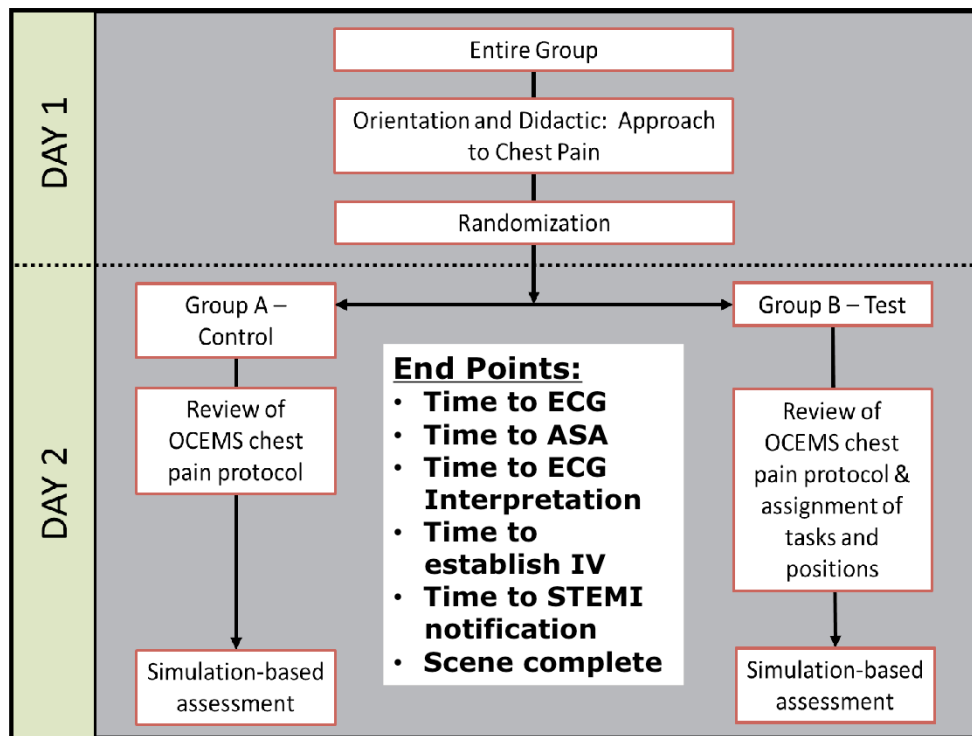 DAY 1
Entire Group
Orientation and Didactic: Approach
to Chest Pain
Randomization
DAY 2
Group A –
Control
Review of
OCEMS chest
pain protocol
Simulation-based
assessment
End Points:
• Time to ECG
• Time to ASA
• Time to ECG
Interpretation
• Time to
establish IV
• Time to STEMI
notification
• Scene complete
Group B – Test
Review of
OCEMS chest
pain protocol &
assignment of
tasks and
positions
Simulation-based
assessment